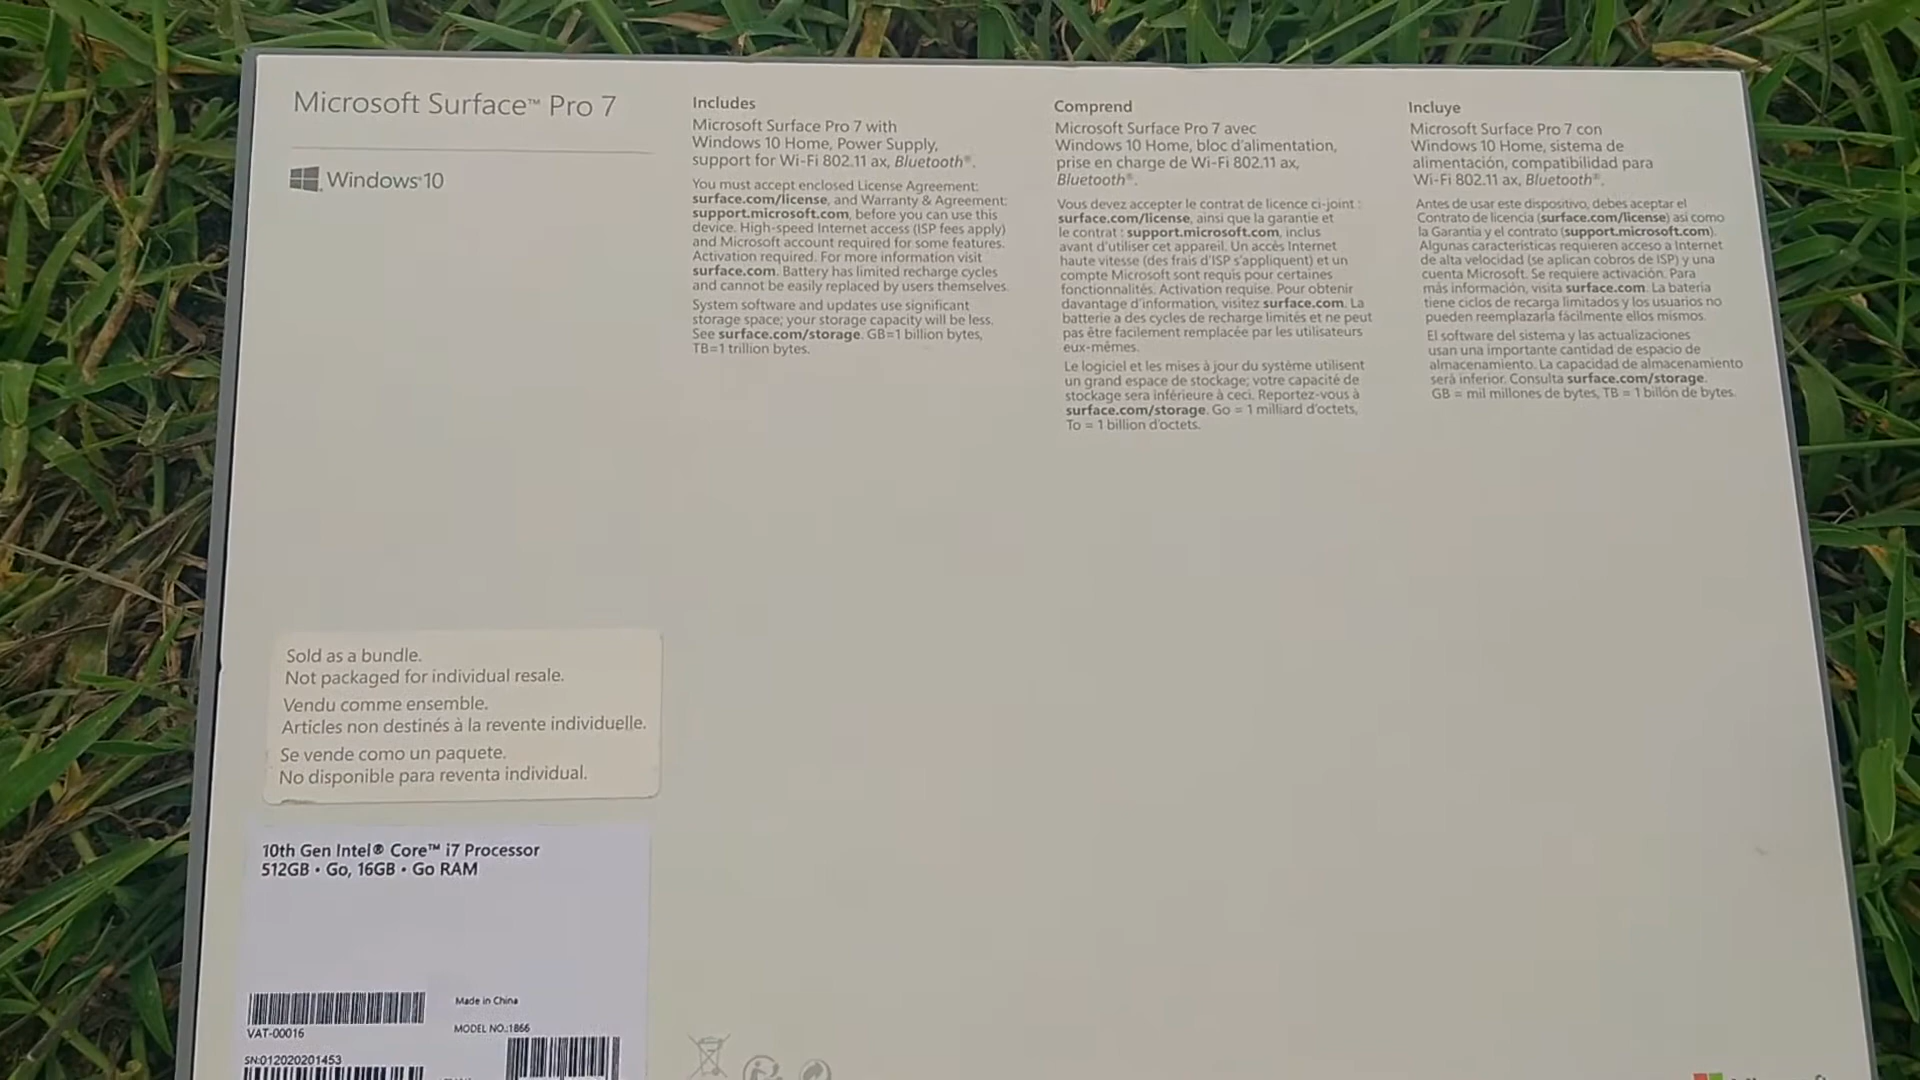 Microsoft Surface™ Pro 7
Windows 10
Includes
Microsoft Surface Pro 7 with
Windows 10 Home, Power Supply,
support for Wi-Fi 802.11 ax, Bluetooth®.
You must accept enclosed License Agreement:
surface.com/license, and Warranty & Agreement:
support.microsoft.com, before you can use this
device. High-speed Internet access (ISP fees apply)
and Microsoft account required for some features.
Activation required. For more information visit
surface.com. Battery has limited recharge cycles
and cannot be easily replaced by users themselves.
System software and updates use significant
storage space; your storage capacity will be less.
See surface.com/storage. GB=1 billion bytes,
TB=1 trillion bytes.
Comprend
Microsoft Surface Pro 7 avec
Windows 10 Home, bloc d'alimentation,
prise en charge de Wi-Fi 802.11 ax,
Bluetooth®.
Vous devez accepter le contrat de licence ci-joint :
surface.com/license, ainsi que la garantie et
le contrat : support.microsoft.com, inclus
avant d'utiliser cet appareil. Un accès Internet
haute vitesse (des frais d'ISP s'appliquent) et un
compte Microsoft sont requis pour certaines
fonctionnalités. Activation requise. Pour obtenir
davantage d'information, visitez surface.com. La
batterie a des cycles de recharge limités et ne peut
pas être facilement remplacée par les utilisateurs
eux-mêmes.
Le logiciel et les mises à jour du système utilisent
un grand espace de stockage; votre capacité de
stockage sera inférieure à ceci. Reportez-vous à
surface.com/storage. Go = 1 milliard d'octets,
To = 1 billion d'octets.
Incluye
Microsoft Surface Pro 7 con
Windows 10 Home, sistema de
alimentación, compatibilidad para
Wi-Fi 802.11 ax, Bluetooth®.
Antes de usar este dispositivo, debes aceptar el
Contrato de licencia (surface.com/license) así como
la Garantía y el contrato (support.microsoft.com).
Algunas características requieren acceso a Internet
de alta velocidad (se aplican cobros de ISP) y una
cuenta Microsoft. Se requiere activación. Para
más información, visita surface.com. La batería
tiene ciclos de recarga limitados y los usuarios no
pueden reemplazarla fácilmente ellos mismos.
El software del sistema y las actualizaciones
usan una importante cantidad de espacio de
almacenamiento. La capacidad de almacenamiento
será inferior. Consulta surface.com/storage.
GB = mil millones de bytes, TB = 1 billón de bytes.
Sold as a bundle.
Not packaged for individual resale.
Vendu comme ensemble.
Articles non destinés à la revente individuelle.
Se vende como un paquete.
No disponible para reventa individual.
10th Gen Intel® Core™ i7 Processor
512GB • Go, 16GB • Go RAM
Made in China
VAT-00016
MODEL NO.:1866
SN:012020201453